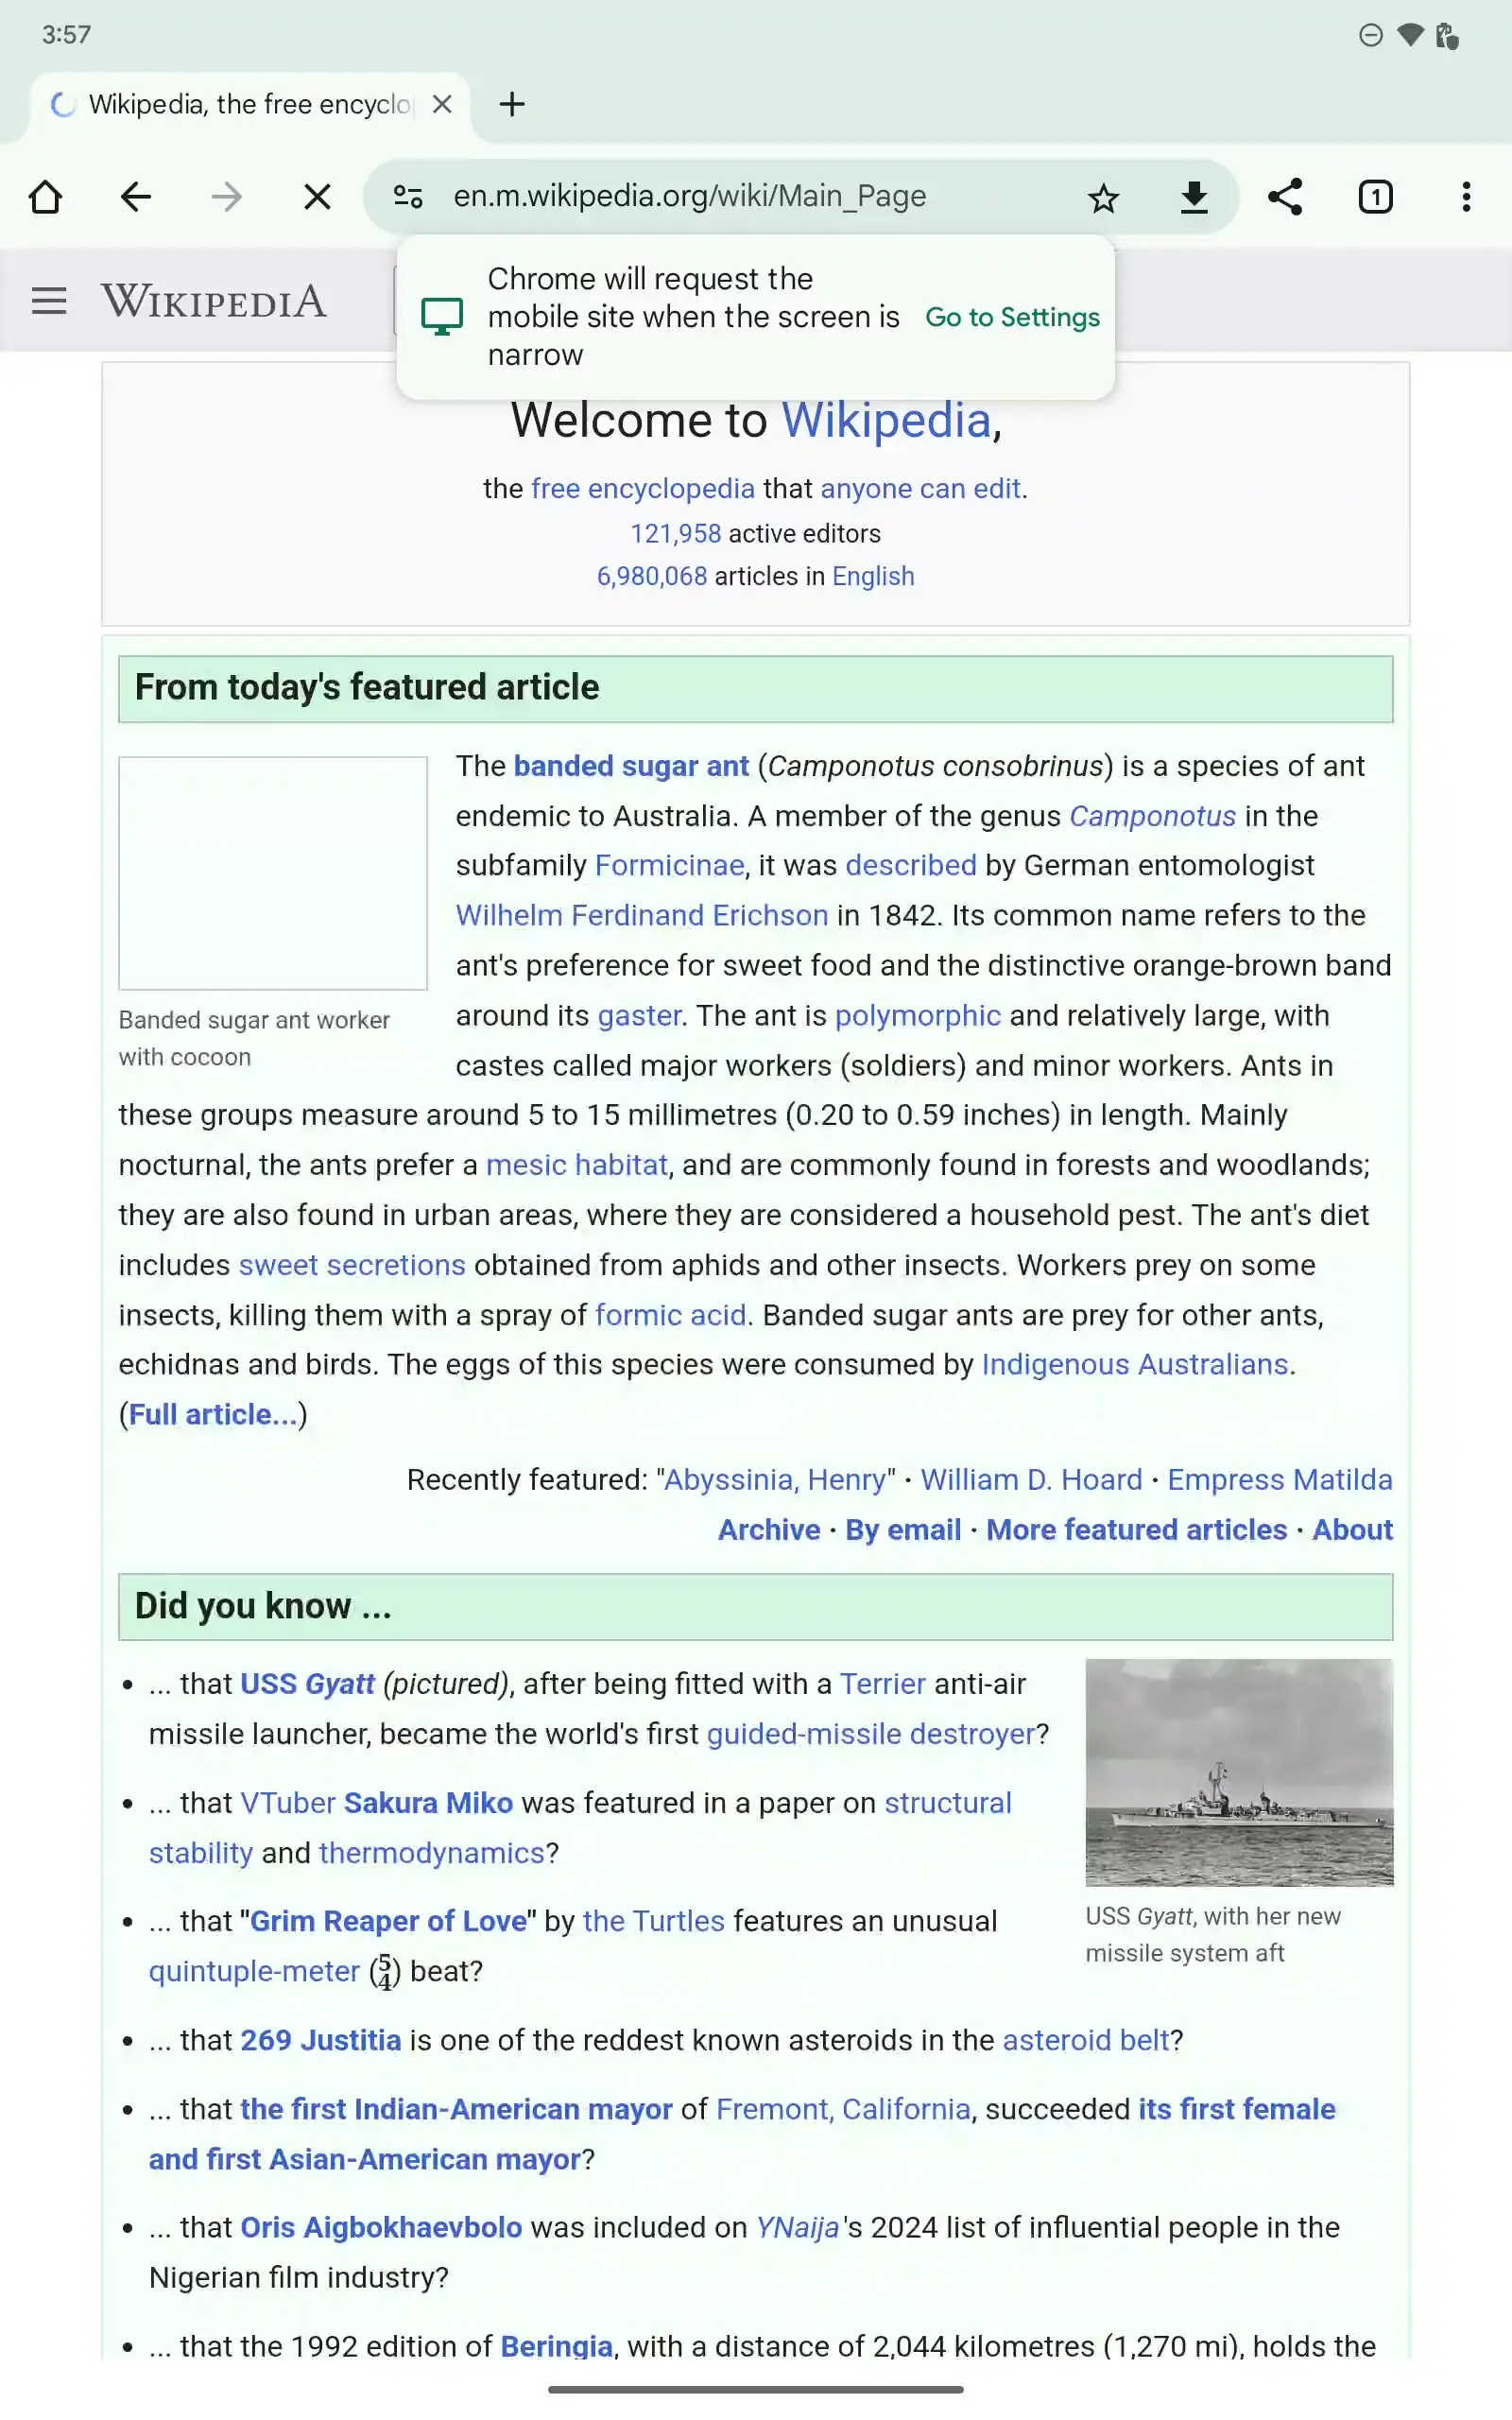 3:57
Wikipedia, the free encyclo
en.m.wikipedia.org/wiki/Main_Page
1
WIKIPEDIA
Chrome will request the
mobile site when the screen is
narrow
Go to Settings
Welcome to Wikipedia,
the free encyclopedia that anyone can edit.
121,958 active editors
6,980,068 articles in English
From today's featured article
The banded sugar ant (Camponotus consobrinus) is a species of ant
endemic to Australia. A member of the genus Camponotus in the
subfamily Formicinae, it was described by German entomologist
Wilhelm Ferdinand Erichson in 1842. Its common name refers to the
ant's preference for sweet food and the distinctive orange-brown band
around its gaster. The ant is polymorphic and relatively large, with
castes called major workers (soldiers) and minor workers. Ants in
Banded sugar ant worker
with cocoon
these groups measure around 5 to 15 millimetres (0.20 to 0.59 inches) in length. Mainly
nocturnal, the ants prefer a mesic habitat, and are commonly found in forests and woodlands;
they are also found in urban areas, where they are considered a household pest. The ant's diet
includes sweet secretions obtained from aphids and other insects. Workers prey on some
insects, killing them with a spray of formic acid. Banded sugar ants are prey for other ants,
echidnas and birds. The eggs of this species were consumed by Indigenous Australians.
(Full article...)
Recently featured: "Abyssinia, Henry" · William D. Hoard · Empress Matilda
Archive · By email · More featured articles · About
Did you know ...
• ... that USS Gyatt (pictured), after being fitted with a Terrier anti-air
missile launcher, became the world's first guided-missile destroyer?
• ... that VTuber Sakura Miko was featured in a paper on structural
stability and thermodynamics?
• ... that "Grim Reaper of Love" by the Turtles features an unusual
quintuple-meter (5/4) beat?
USS Gyatt, with her new
missile system aft
• ... that 269 Justitia is one of the reddest known asteroids in the asteroid belt?
• ... that the first Indian-American mayor of Fremont, California, succeeded its first female
and first Asian-American mayor?
• ... that Oris Aigbokhaevbolo was included on YNaija's 2024 list of influential people in the
Nigerian film industry?
• ... that the 1992 edition of Beringia, with a distance of 2,044 kilometres (1,270 mi), holds the